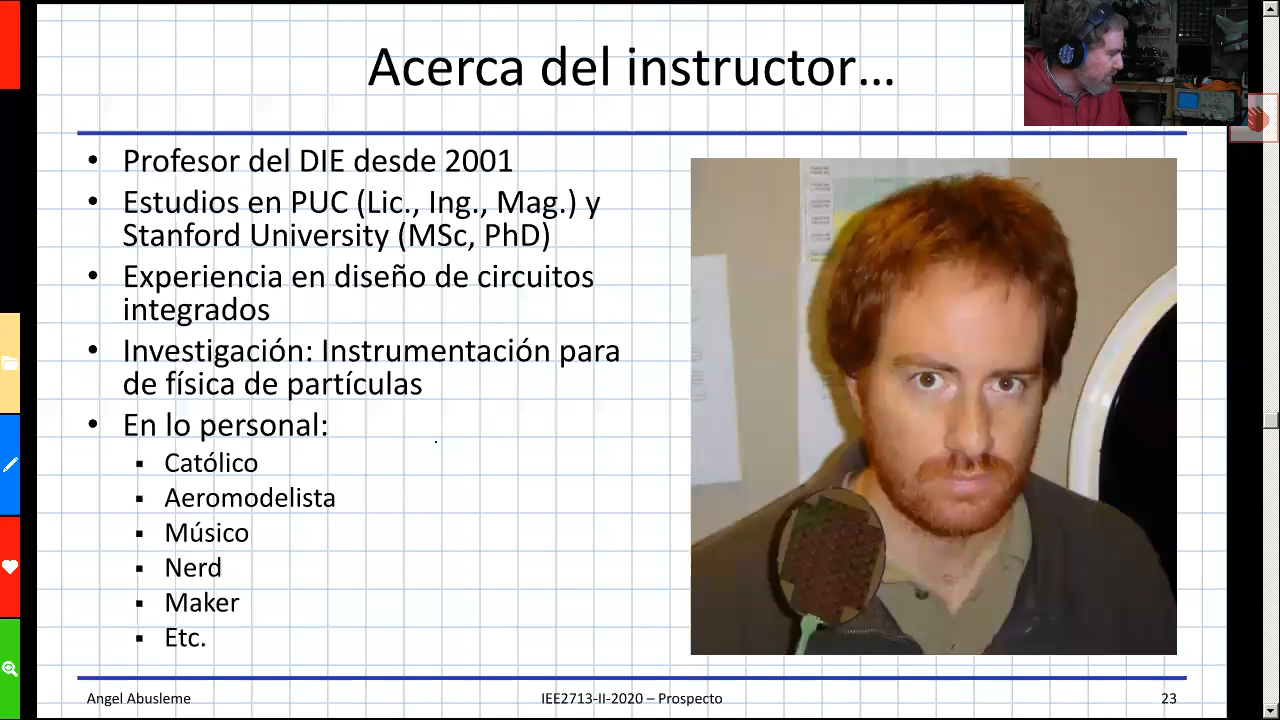 Acerca del instructor...
Profesor del DIE desde 2001
Estudios en PUC (Lic., Ing., Mag.) y
Stanford University (MSc, PhD)
Experiencia en diseño de circuitos
integrados
Investigación: Instrumentación para
de física de partículas
En lo personal:
Católico
Aeromodelista
Músico
Nerd
Maker
Etc.
Angel Abusleme
IEE2713-II-2020 – Prospecto
23